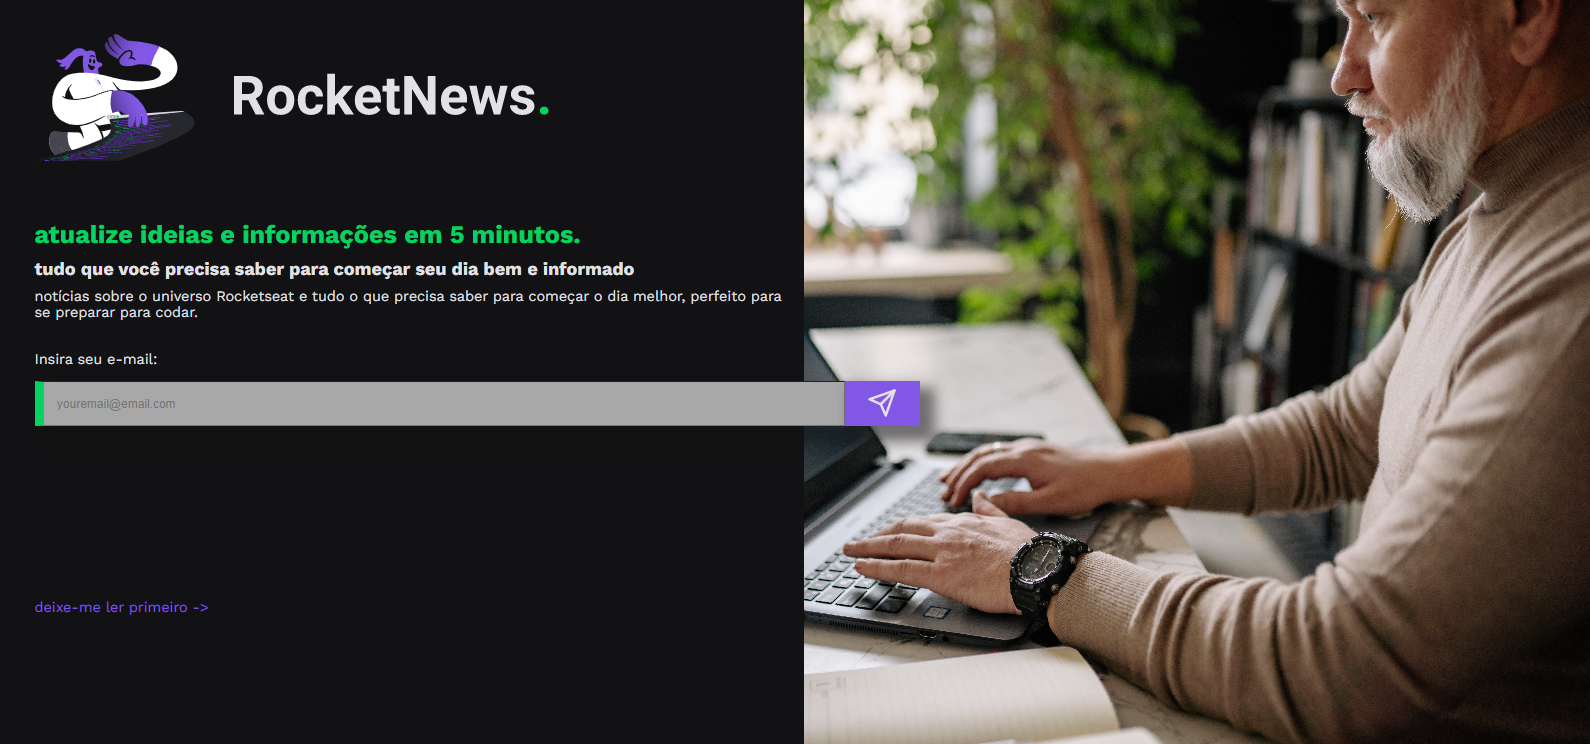 RocketNews.
atualize ideias e informações em 5 minutos.
tudo que você precisa saber para começar seu dia bem e informado
notícias sobre o universo Rocketseat e tudo o que precisa saber para começar o dia melhor, perfeito para
se preparar para codar.
Insira seu e-mail:
youremail@email.com
deixe-me ler primeiro ->